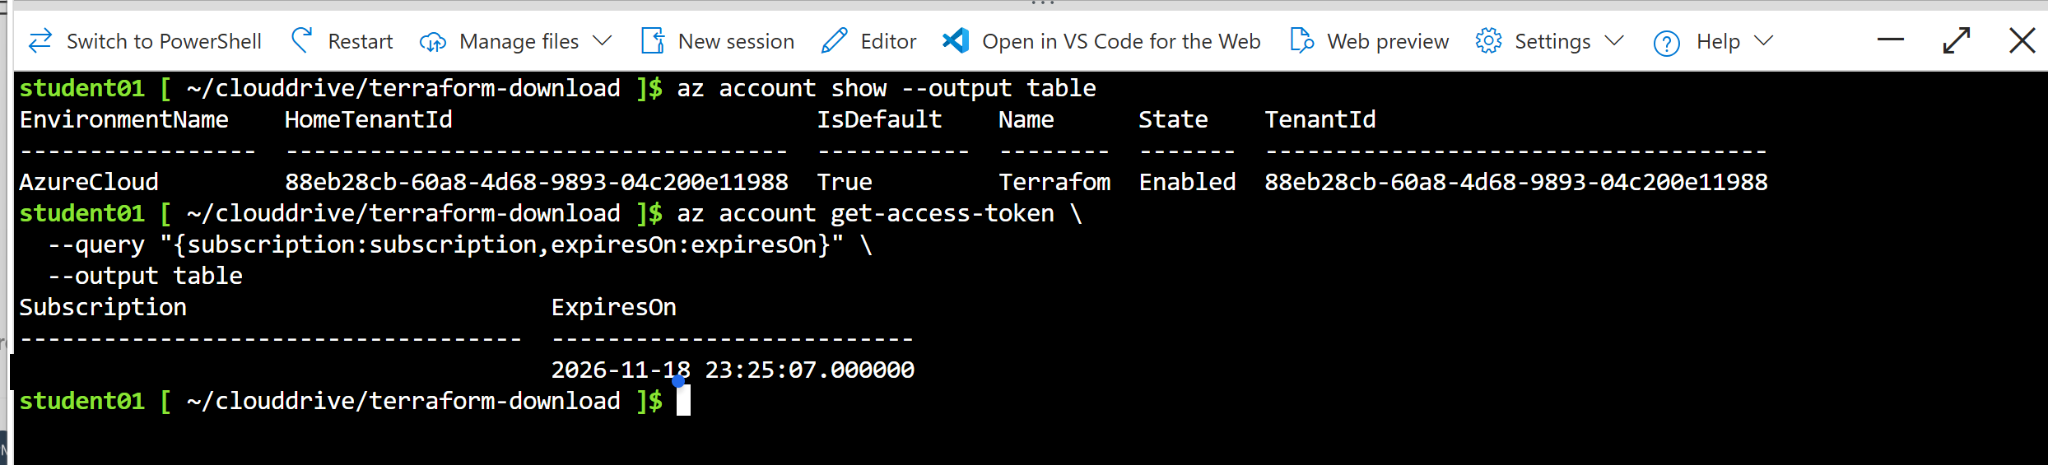 Switch to PowerShell Restart Manage files New session Editor Open in VS Code for the Web Web preview Settings Help
student01 [ ~/clouddrive/terraform-download ]$ az account show --output table
EnvironmentName    HomeTenantId                          IsDefault    Name      State    TenantId
-----------------  ------------------------------------  -----------  --------  -------  ------------------------------------
AzureCloud         88eb28cb-60a8-4d68-9893-04c200e11988  True         Terrafom  Enabled  88eb28cb-60a8-4d68-9893-04c200e11988
student01 [ ~/clouddrive/terraform-download ]$ az account get-access-token \
  --query "{subscription:subscription,expiresOn:expiresOn}" \
  --output table
Subscription                          ExpiresOn
------------------------------------  --------------------------
                                      2026-11-18 23:25:07.000000
student01 [ ~/clouddrive/terraform-download ]$